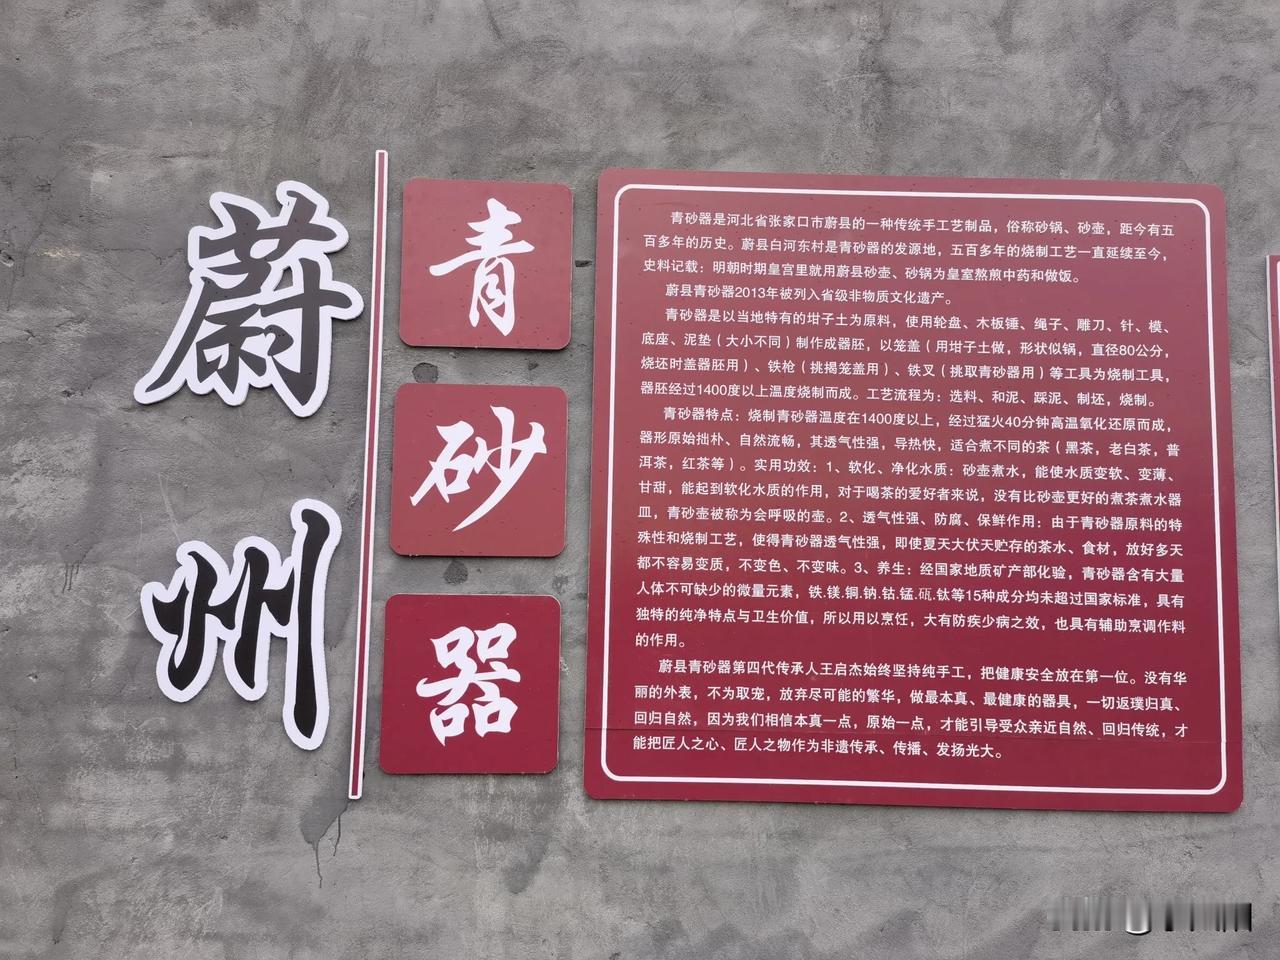 蔚州
青砂器
青砂器是河北省张家口市蔚县的一种传统手工艺制品，俗称砂锅、砂壶，距今有五
百多年的历史。蔚县白河东村是青砂器的发源地，五百多年的烧制工艺一直延续至今，
史料记载：明朝时期皇宫里就用蔚县砂壶、砂锅为皇室熬煎中药和做饭。
蔚县青砂器2013年被列入省级非物质文化遗产。
青砂器是以当地特有的坩子土为原料，使用轮盘、木板锤、绳子、雕刀、针、模、
底座、泥垫（大小不同）制作成器胚，以笼盖（用坩子土做，形状似锅，直径80公分，
烧坯时盖器胚用）、铁枪（挑揭笼盖用）、铁叉（挑取青砂器用）等工具为烧制工具，
器胚经过1400度以上温度烧制而成。工艺流程为：选料、和泥、踩泥、制坯，烧制。
青砂器特点：烧制青砂器温度在1400度以上，经过猛火40分钟高温氧化还原而成，
器形原始拙朴、自然流畅，其透气性强，导热快，适合煮不同的茶（黑茶，老白茶，普
洱茶，红茶等）。实用功效：1、软化、净化水质：砂壶煮水，能使水质变软、变薄、
甘甜，能起到软化水质的作用，对于喝茶的爱好者来说，没有比砂壶更好的煮茶煮水器
皿，青砂壶被称为会呼吸的壶。2、透气性强、防腐、保鲜作用：由于青砂器原料的特
殊性和烧制工艺，使得青砂器透气性强，即使夏天大伏天贮存的茶水、食材，放好多天
都不容易变质，不变色、不变味。3、养生：经国家地质矿产部化验，青砂器含有大量
人体不可缺少的微量元素，铁.镁.铜.钠.钴.锰.钛等15种成分均未超过国家标准，具有
独特的纯净特点与卫生价值，所以用以烹饪，大有防疾少病之效，也具有辅助烹调作料
的作用。
蔚县青砂器第四代传承人王启杰始终坚持纯手工，把健康安全放在第一位。没有华
丽的外表，不为取宠，放弃尽可能的繁华，做最本真、最健康的器具，一切返璞归真、
回归自然，因为我们相信本真一点，原始一点，才能引导受众亲近自然、回归传统，才
能把匠人之心、匠人之物作为非遗传承、传播、发扬光大。